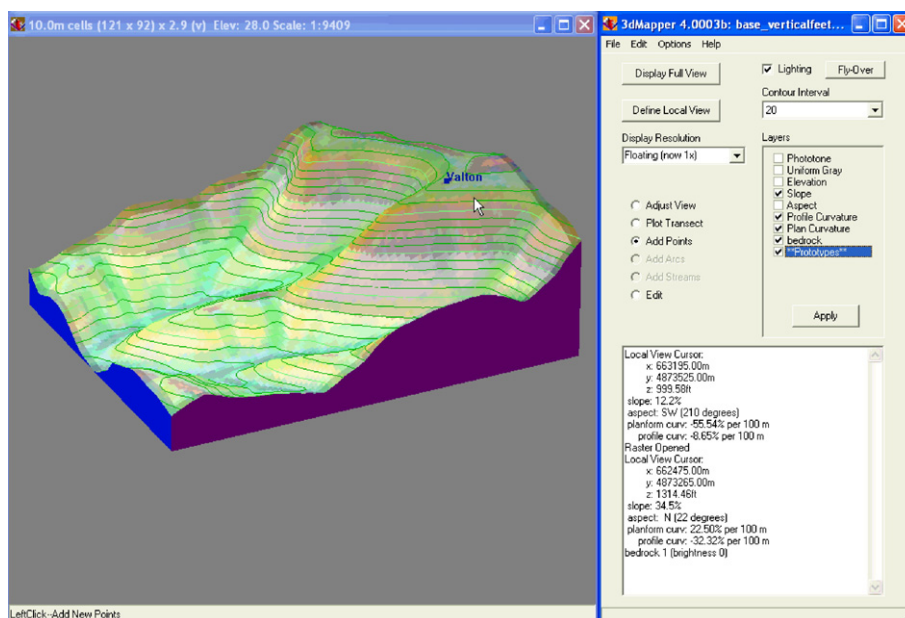 10.0m cells (121 x 92) x 2.9 (v)  Elev: 28.0 Scale: 1:9409
Valton
LeftClick--Add New Points
3dMapper 4.0003b: base_verticalfeet...
File Edit Options Help
Display Full View
Lighting
Fly-Over
Define Local View
Contour Interval
20
Display Resolution
Floating (now 1x)
Layers
Phototone
Uniform Gray
Elevation
Slope
Aspect
Profile Curvature
Plan Curvature
bedrock
**Prototypes**
Adjust View
Plot Transect
Add Points
Add Arcs
Add Streams
Edit
Apply
Local View Cursor:
x: 663195.00m
y: 4873525.00m
z: 999.58ft
slope: 12.2%
aspect: SW (210 degrees)
planform curv: -55.54% per 100 m
profile curv: -8.65% per 100 m
Raster Opened
Local View Cursor:
x: 662475.00m
y: 4873265.00m
z: 1314.46ft
slope: 34.5%
aspect: N (22 degrees)
planform curv: 22.50% per 100 m
profile curv: -32.32% per 100 m
bedrock 1 (brightness 0)